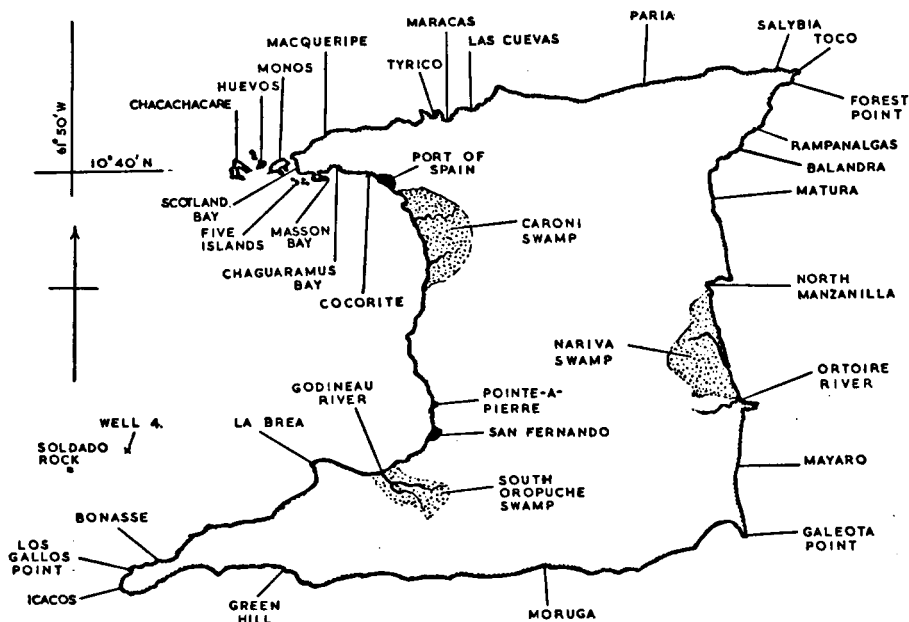 MARACAS
PARIA
SALYBIA
TOCO
MACQUERIPE
LAS CUEVAS
MONOS
TYRICO
HUEVOS
CHACACHACARE
61° 50' W
FOREST
POINT
RAMPANALGAS
10° 40' N
PORT OF
SPAIN
BALANDRA
MATURA
SCOTLAND
BAY
FIVE
ISLANDS
MASSON
BAY
CARONI
SWAMP
CHAGUARAMUS
BAY
COCORITE
NORTH
MANZANILLA
NARIVA
SWAMP
ORTOIRE
RIVER
GODINEAU
RIVER
POINTE-A-
PIERRE
WELL 4.
LA BREA
SAN FERNANDO
SOLDADO
ROCK
MAYARO
SOUTH
OROPUCHE
SWAMP
BONASSE
GALEOTA
POINT
LOS
GALLOS
POINT
ICACOS
GREEN
HILL
MORUGA